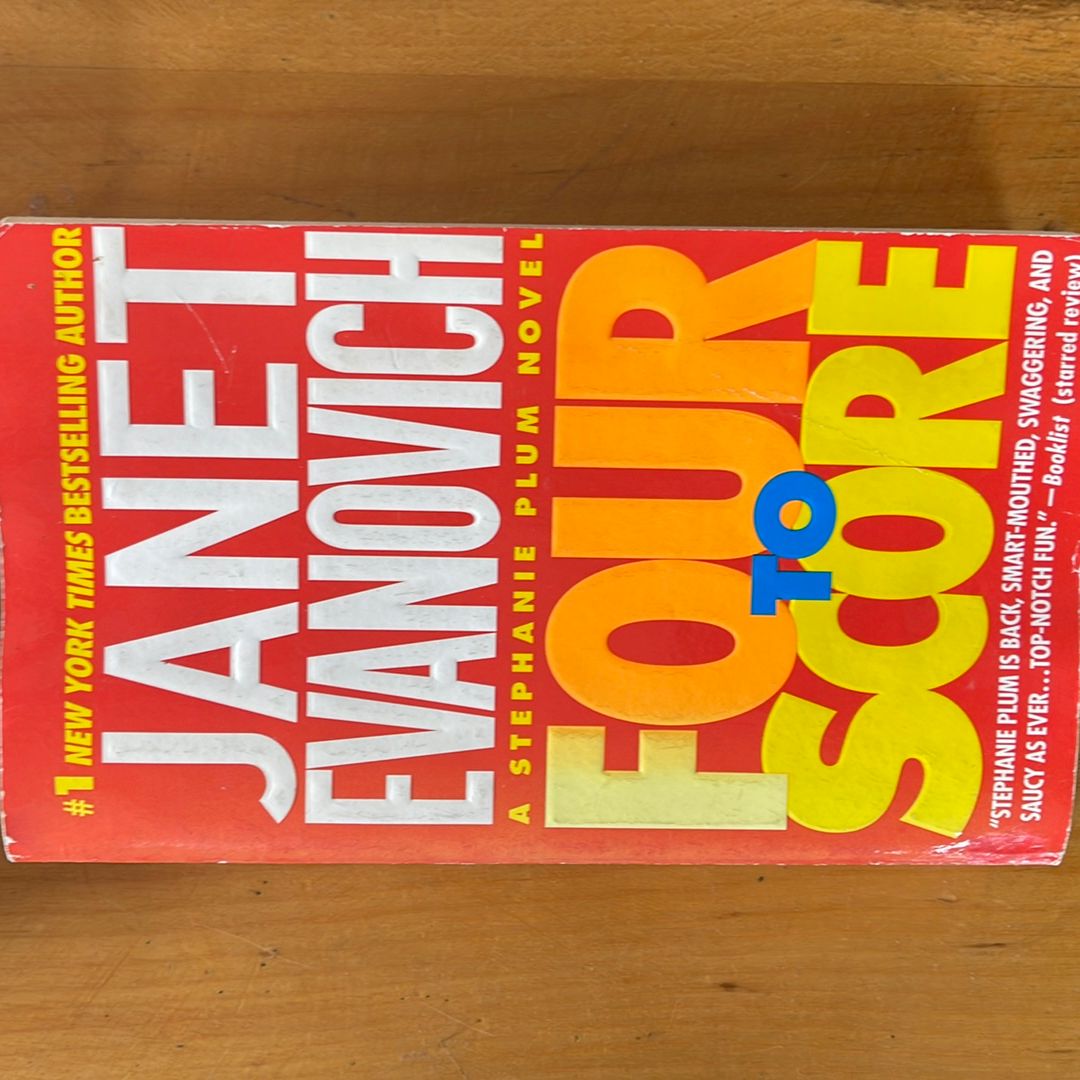 #1 NEW YORK TIMES BESTSELLING AUTHOR
JANET
EVANOVICH
A STEPHANIE PLUM NOVEL
FOUR
TO
SCORE
"STEPHANIE PLUM IS BACK, SMART-MOUTHED, SWAGGERING, AND
SAUCY AS EVER...TOP-NOTCH FUN." —Booklist (starred review)